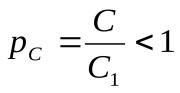 p_C = C/C_1 < 1